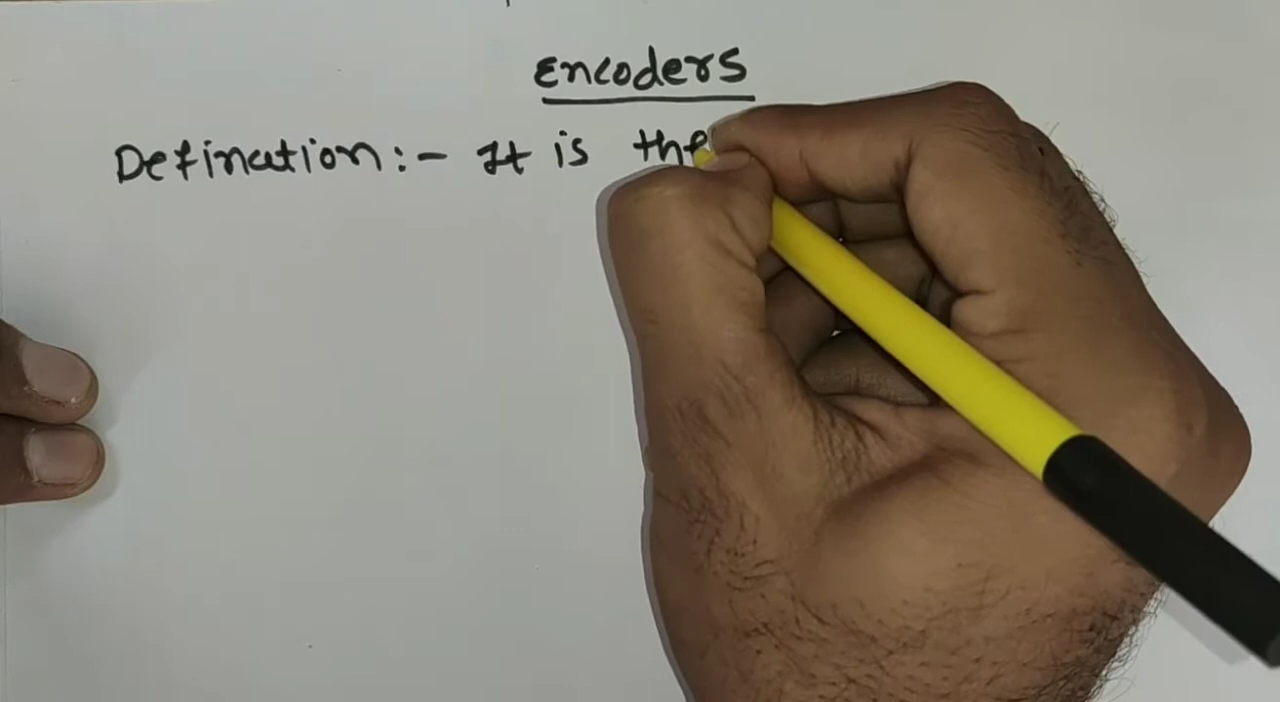 Encoders
Defination:- It is the